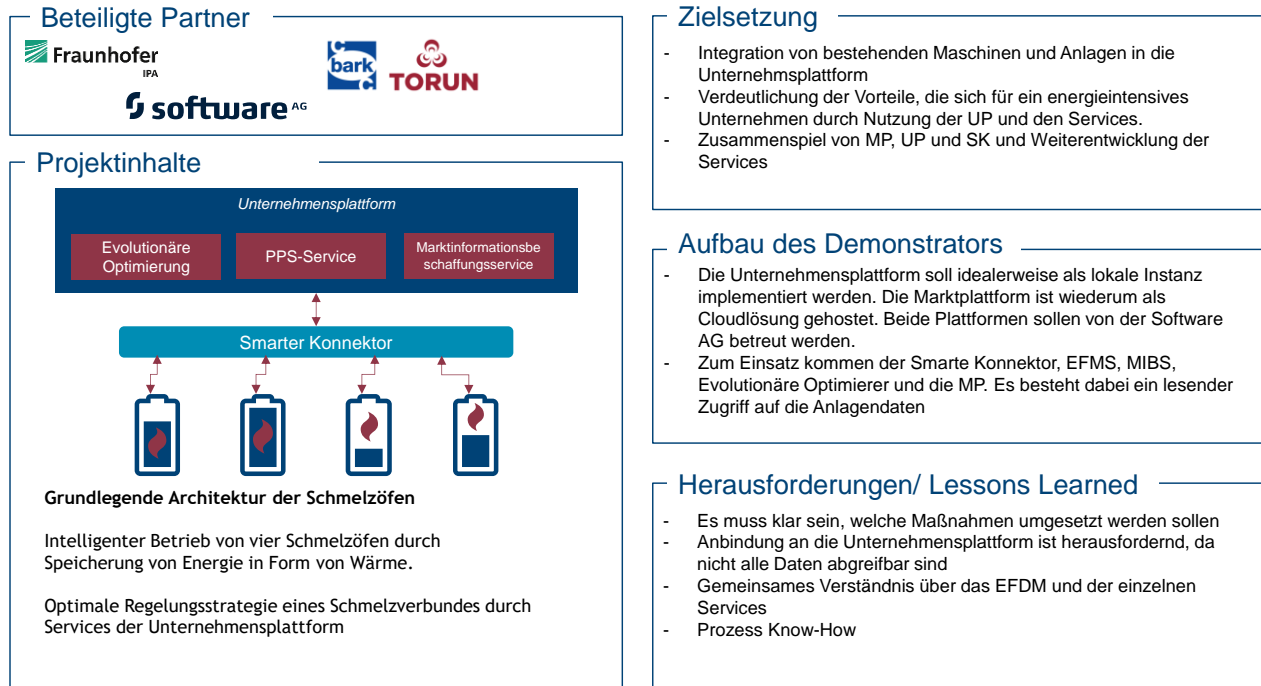 Beteiligte Partner
Fraunhofer
IPA
bark
TORUN
software AG
Projektinhalte
Unternehmensplattform
Evolutionäre
Optimierung
PPS-Service
Marktinformationsbe
schaffungsservice
Smarter Konnektor
Grundlegende Architektur der Schmelzöfen
Intelligenter Betrieb von vier Schmelzöfen durch
Speicherung von Energie in Form von Wärme.
Optimale Regelungsstrategie eines Schmelzverbundes durch
Services der Unternehmensplattform
Zielsetzung
- Integration von bestehenden Maschinen und Anlagen in die
Unternehmsplattform
- Verdeutlichung der Vorteile, die sich für ein energieintensives
Unternehmen durch Nutzung der UP und den Services.
- Zusammenspiel von MP, UP und SK und Weiterentwicklung der
Services
Aufbau des Demonstrators
- Die Unternehmensplattform soll idealerweise als lokale Instanz
implementiert werden. Die Marktplattform ist wiederum als
Cloudlösung gehostet. Beide Plattformen sollen von der Software
AG betreut werden.
- Zum Einsatz kommen der Smarte Konnektor, EFMS, MIBS,
Evolutionäre Optimierer und die MP. Es besteht dabei ein lesender
Zugriff auf die Anlagendaten
Herausforderungen/ Lessons Learned
- Es muss klar sein, welche Maßnahmen umgesetzt werden sollen
- Anbindung an die Unternehmensplattform ist herausfordernd, da
nicht alle Daten abgreifbar sind
- Gemeinsames Verständnis über das EFDM und der einzelnen
Services
- Prozess Know-How